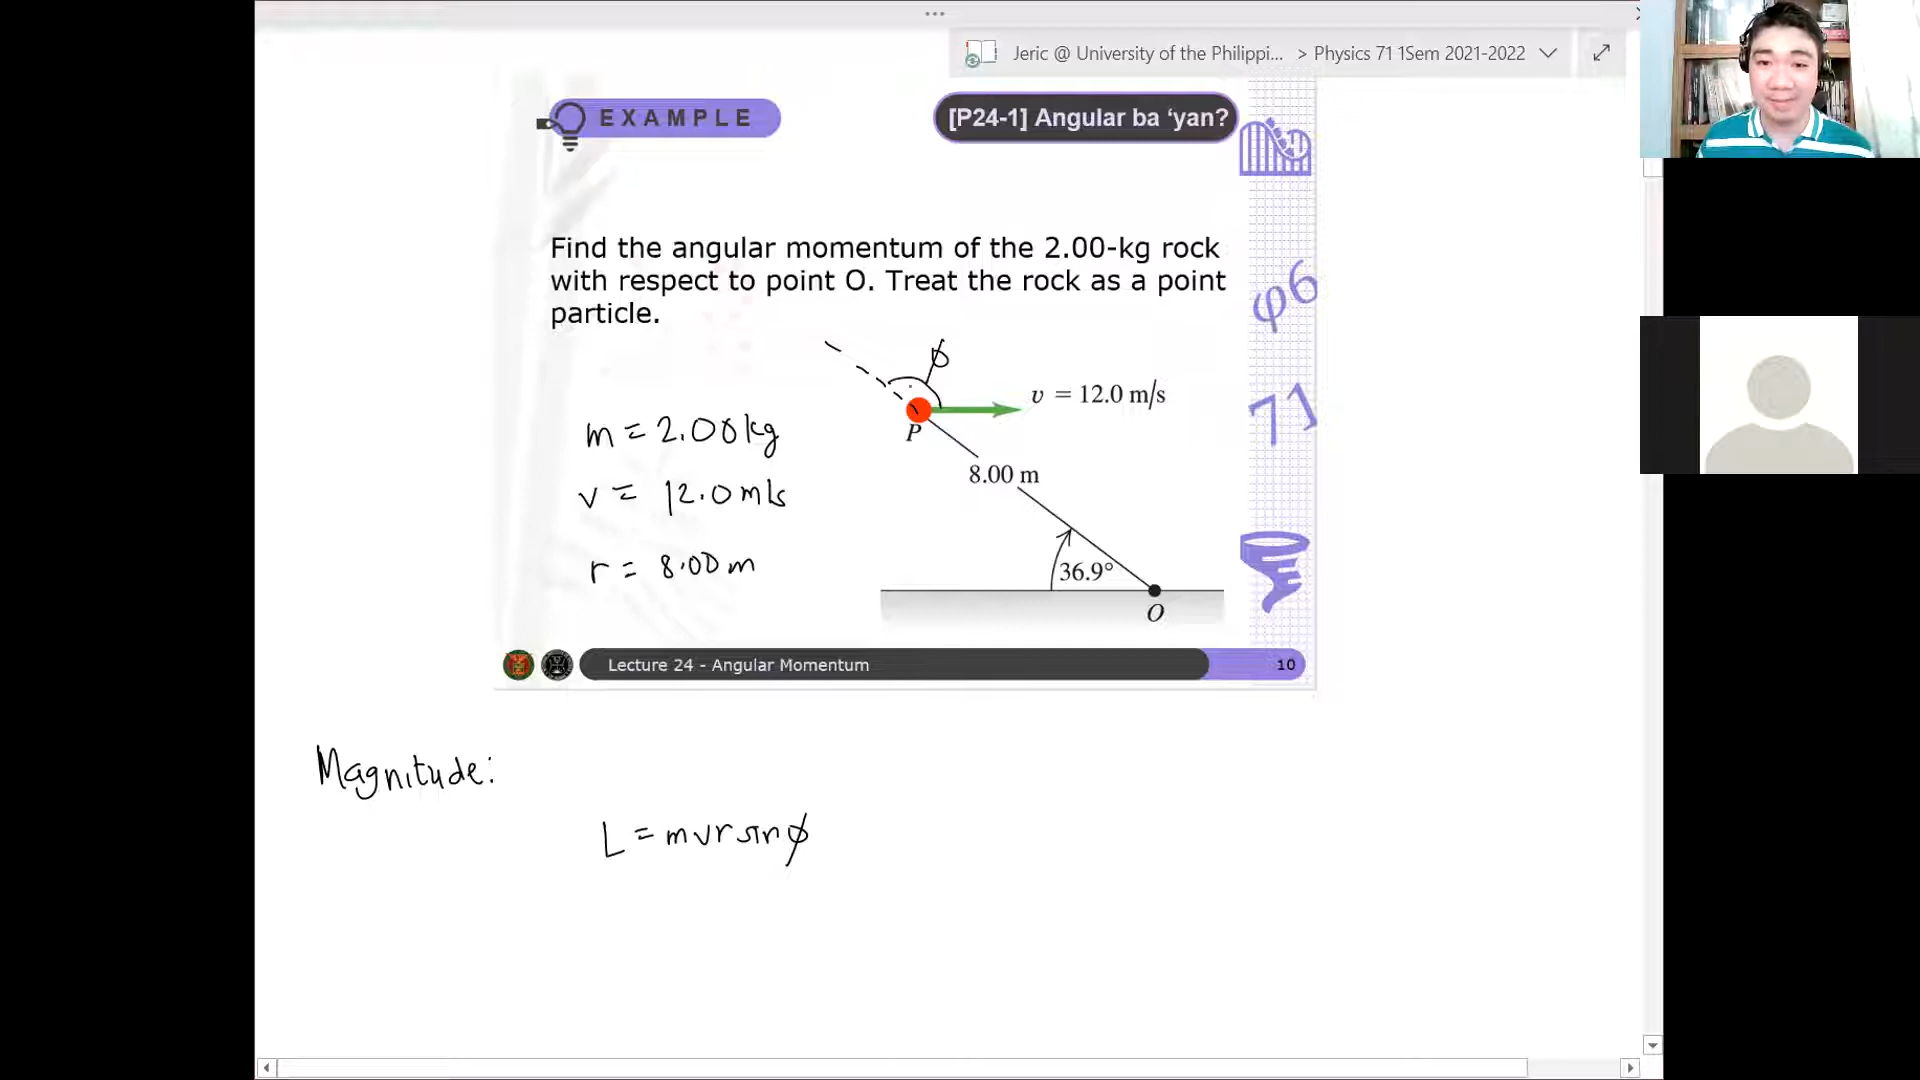 Jeric @ University of the Philippi... > Physics 71 1Sem 2021-2022
EXAMPLE
[P24-1] Angular ba ‘yan?
Find the angular momentum of the 2.00-kg rock
with respect to point O. Treat the rock as a point
particle.
ϕ
v = 12.0 m/s
P
m = 2.00kg
8.00 m
v = 12.0 m/s
r = 8.00 m
36.9°
O
φ6
71
Lecture 24 - Angular Momentum
10
Magnitude:
L = mvr sin ϕ